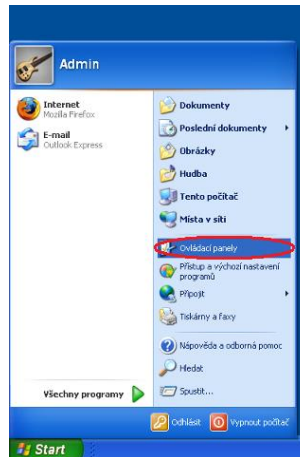 Admin
Internet
Mozilla Firefox
E-mail
Outlook Express
Všechny programy
Dokumenty
Poslední dokumenty
Obrázky
Hudba
Tento počítač
Místa v síti
Ovládací panely
Přístup a výchozí nastavení
programů
Připojit
Tiskárny a faxy
Nápověda a odborná pomoc
Hledat
Spustit...
Odhlásit
Vypnout počítač
Start